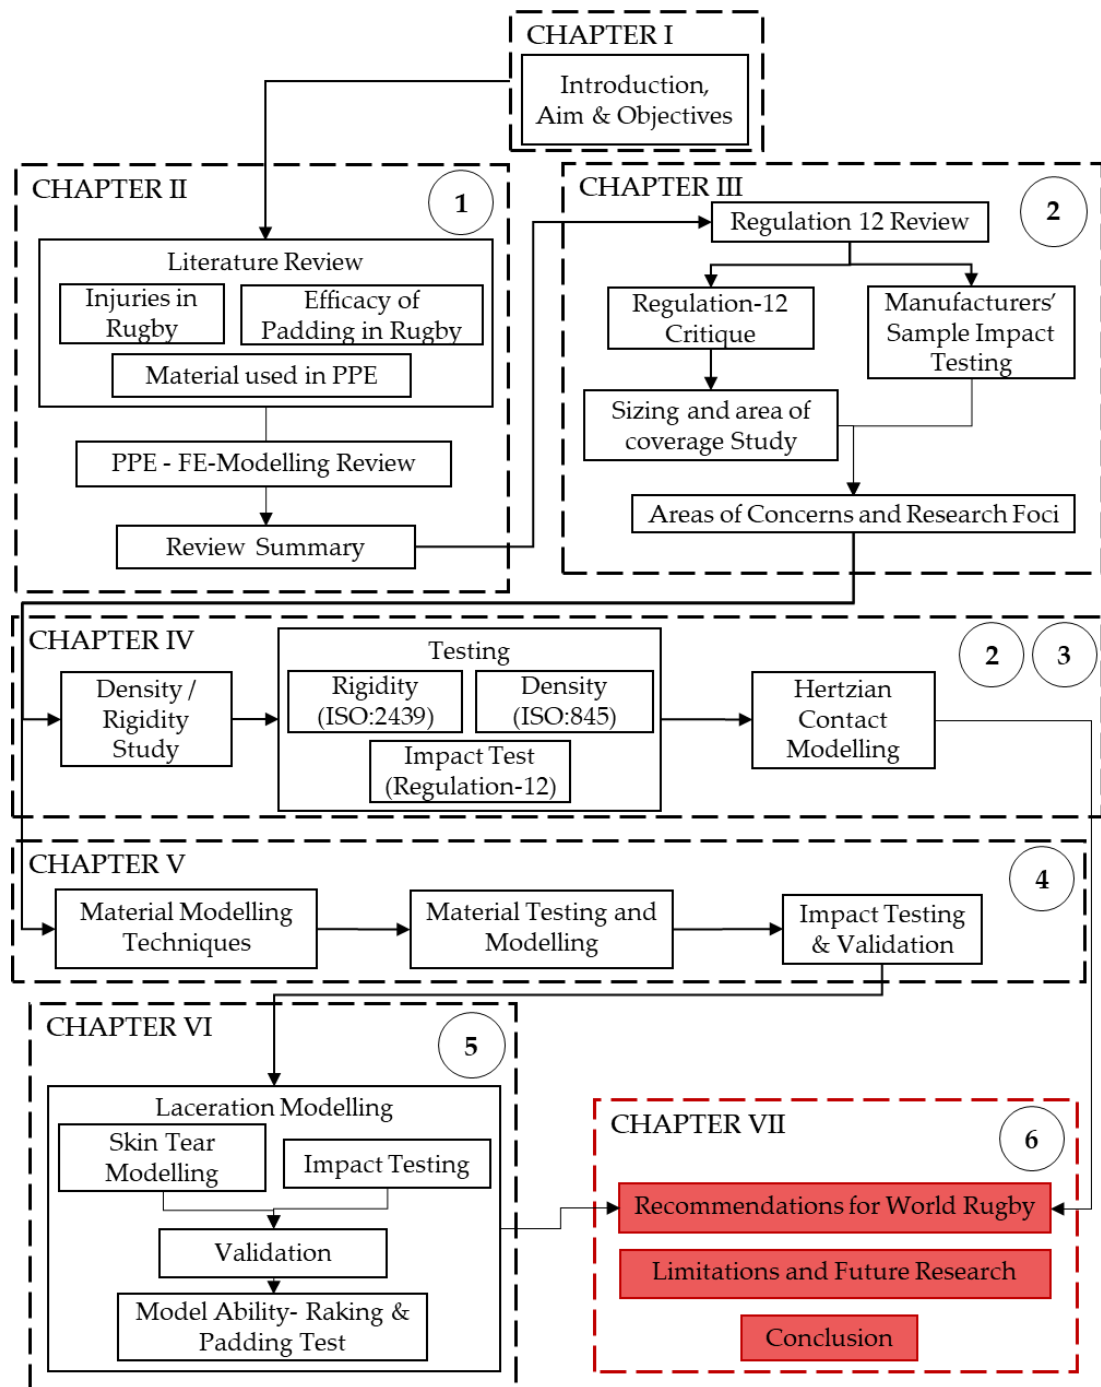 CHAPTER I
Introduction,
Aim & Objectives
CHAPTER II
1
Literature Review
Injuries in
Rugby
Efficacy of
Padding in Rugby
Material used in PPE
PPE - FE-Modelling Review
Review Summary
CHAPTER III
2
Regulation 12 Review
Regulation-12
Critique
Manufacturers'
Sample Impact
Testing
Sizing and area of
coverage Study
Areas of Concerns and Research Foci
CHAPTER IV
2
3
Density /
Rigidity
Study
Testing
Rigidity
(ISO:2439)
Density
(ISO:845)
Impact Test
(Regulation-12)
Hertzian
Contact
Modelling
CHAPTER V
4
Material Modelling
Techniques
Material Testing and
Modelling
Impact Testing
& Validation
CHAPTER VI
5
Laceration Modelling
Skin Tear
Modelling
Impact Testing
Validation
Model Ability- Raking &
Padding Test
CHAPTER VII
6
Recommendations for World Rugby
Limitations and Future Research
Conclusion